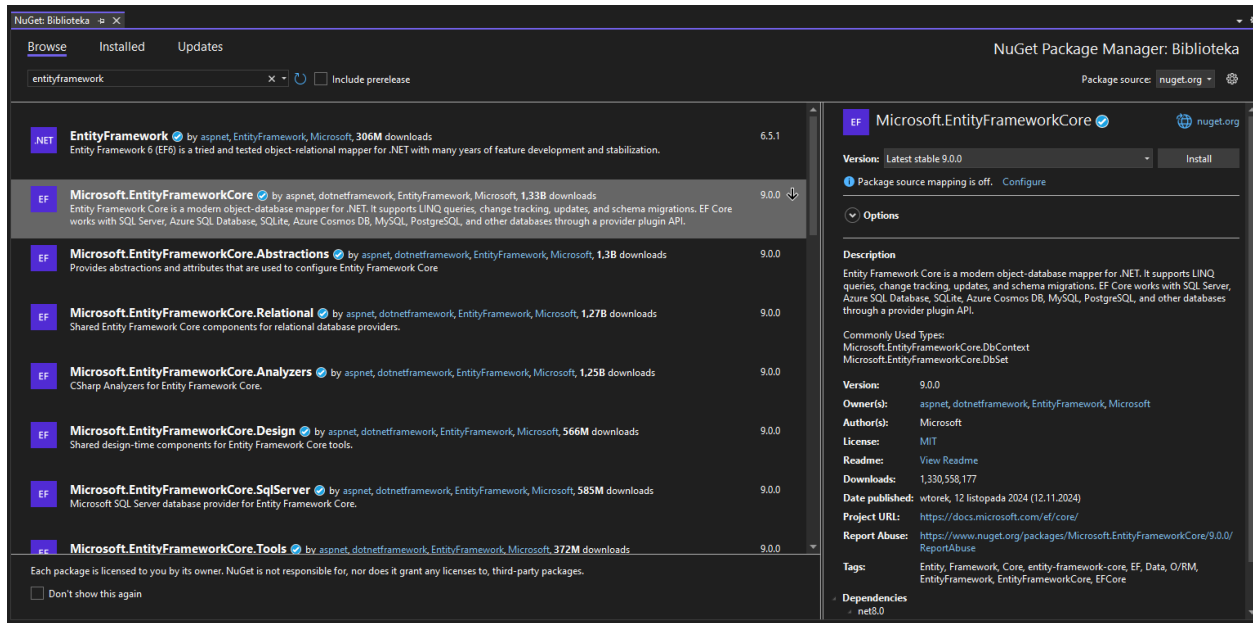 NuGet: Biblioteka
Browse Installed Updates
NuGet Package Manager: Biblioteka
entityframework
Include prerelease
Package source: nuget.org
.NET
EntityFramework by aspnet, EntityFramework, Microsoft, 306M downloads
6.5.1
Entity Framework 6 (EF6) is a tried and tested object-relational mapper for .NET with many years of feature development and stabilization.
EF
Microsoft.EntityFrameworkCore by aspnet, dotnetframework, EntityFramework, Microsoft, 1,33B downloads
9.0.0
Entity Framework Core is a modern object-database mapper for .NET. It supports LINQ queries, change tracking, updates, and schema migrations. EF Core
works with SQL Server, Azure SQL Database, SQLite, Azure Cosmos DB, MySQL, PostgreSQL, and other databases through a provider plugin API.
EF
Microsoft.EntityFrameworkCore.Abstractions by aspnet, dotnetframework, EntityFramework, Microsoft, 1,3B downloads
9.0.0
Provides abstractions and attributes that are used to configure Entity Framework Core
EF
Microsoft.EntityFrameworkCore.Relational by aspnet, dotnetframework, EntityFramework, Microsoft, 1,27B downloads
9.0.0
Shared Entity Framework Core components for relational database providers.
EF
Microsoft.EntityFrameworkCore.Analyzers by aspnet, dotnetframework, EntityFramework, Microsoft, 1,25B downloads
9.0.0
CSharp Analyzers for Entity Framework Core.
EF
Microsoft.EntityFrameworkCore.Design by aspnet, dotnetframework, EntityFramework, Microsoft, 566M downloads
9.0.0
Shared design-time components for Entity Framework Core tools.
EF
Microsoft.EntityFrameworkCore.SqlServer by aspnet, dotnetframework, EntityFramework, Microsoft, 585M downloads
9.0.0
Microsoft SQL Server database provider for Entity Framework Core.
EF
Microsoft.EntityFrameworkCore.Tools by aspnet, dotnetframework, EntityFramework, Microsoft, 372M downloads
9.0.0
Each package is licensed to you by its owner. NuGet is not responsible for, nor does it grant any licenses to, third-party packages.
Don't show this again
EF
Microsoft.EntityFrameworkCore
nuget.org
Version: Latest stable 9.0.0
Install
Package source mapping is off. Configure
Options
Description
Entity Framework Core is a modern object-database mapper for .NET. It supports LINQ
queries, change tracking, updates, and schema migrations. EF Core works with SQL Server,
Azure SQL Database, SQLite, Azure Cosmos DB, MySQL, PostgreSQL, and other databases
through a provider plugin API.
Commonly Used Types:
Microsoft.EntityFrameworkCore.DbContext
Microsoft.EntityFrameworkCore.DbSet
Version: 9.0.0
Owner(s): aspnet, dotnetframework, EntityFramework, Microsoft
Author(s): Microsoft
License: MIT
Readme: View Readme
Downloads: 1,330,558,177
Date published: wtorek, 12 listopada 2024 (12.11.2024)
Project URL: https://docs.microsoft.com/ef/core/
Report Abuse: https://www.nuget.org/packages/Microsoft.EntityFrameworkCore/9.0.0/
ReportAbuse
Tags: Entity, Framework, Core, entity-framework-core, EF, Data, O/RM,
EntityFramework, EntityFrameworkCore, EFCore
Dependencies
net8.0